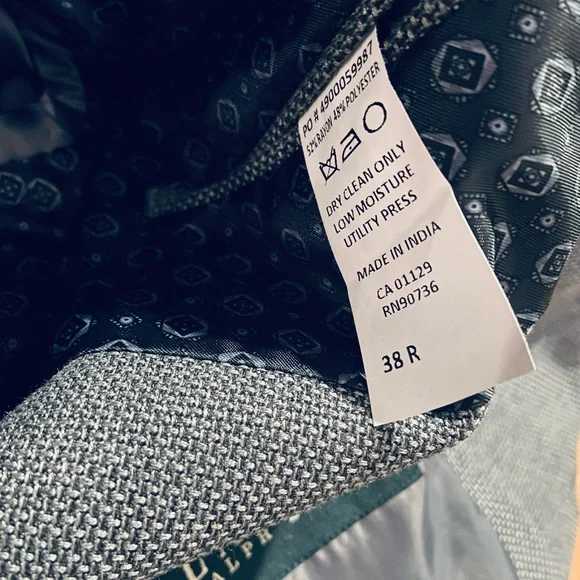 PO # 4900059987
52% RAYON 48% POLYESTER
DRY CLEAN ONLY
LOW MOISTURE
UTILITY PRESS
MADE IN INDIA
CA 01129
RN90736
38 R